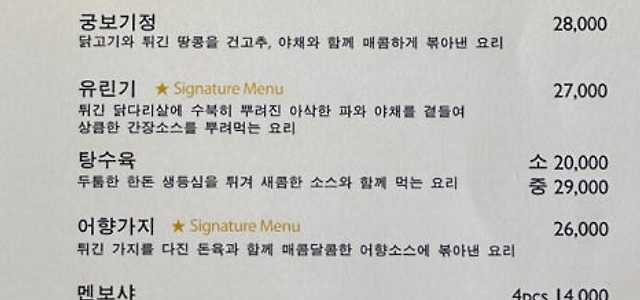 궁보기정 28,000
닭고기와 튀긴 땅콩을 건고추, 야채와 함께 매콤하게 볶아낸 요리
유린기 ★ Signature Menu 27,000
튀긴 닭다리살에 수북히 뿌려진 아삭한 파와 야채를 곁들여
상큼한 간장소스를 뿌려먹는 요리
탕수육 소 20,000
두툼한 한돈 생등심을 튀겨 새콤한 소스와 함께 먹는 요리 중 29,000
어향가지 ★ Signature Menu 26,000
튀긴 가지를 다진 돈육과 함께 매콤달콤한 어향소스에 볶아낸 요리
멘보샤 4pcs 14,000